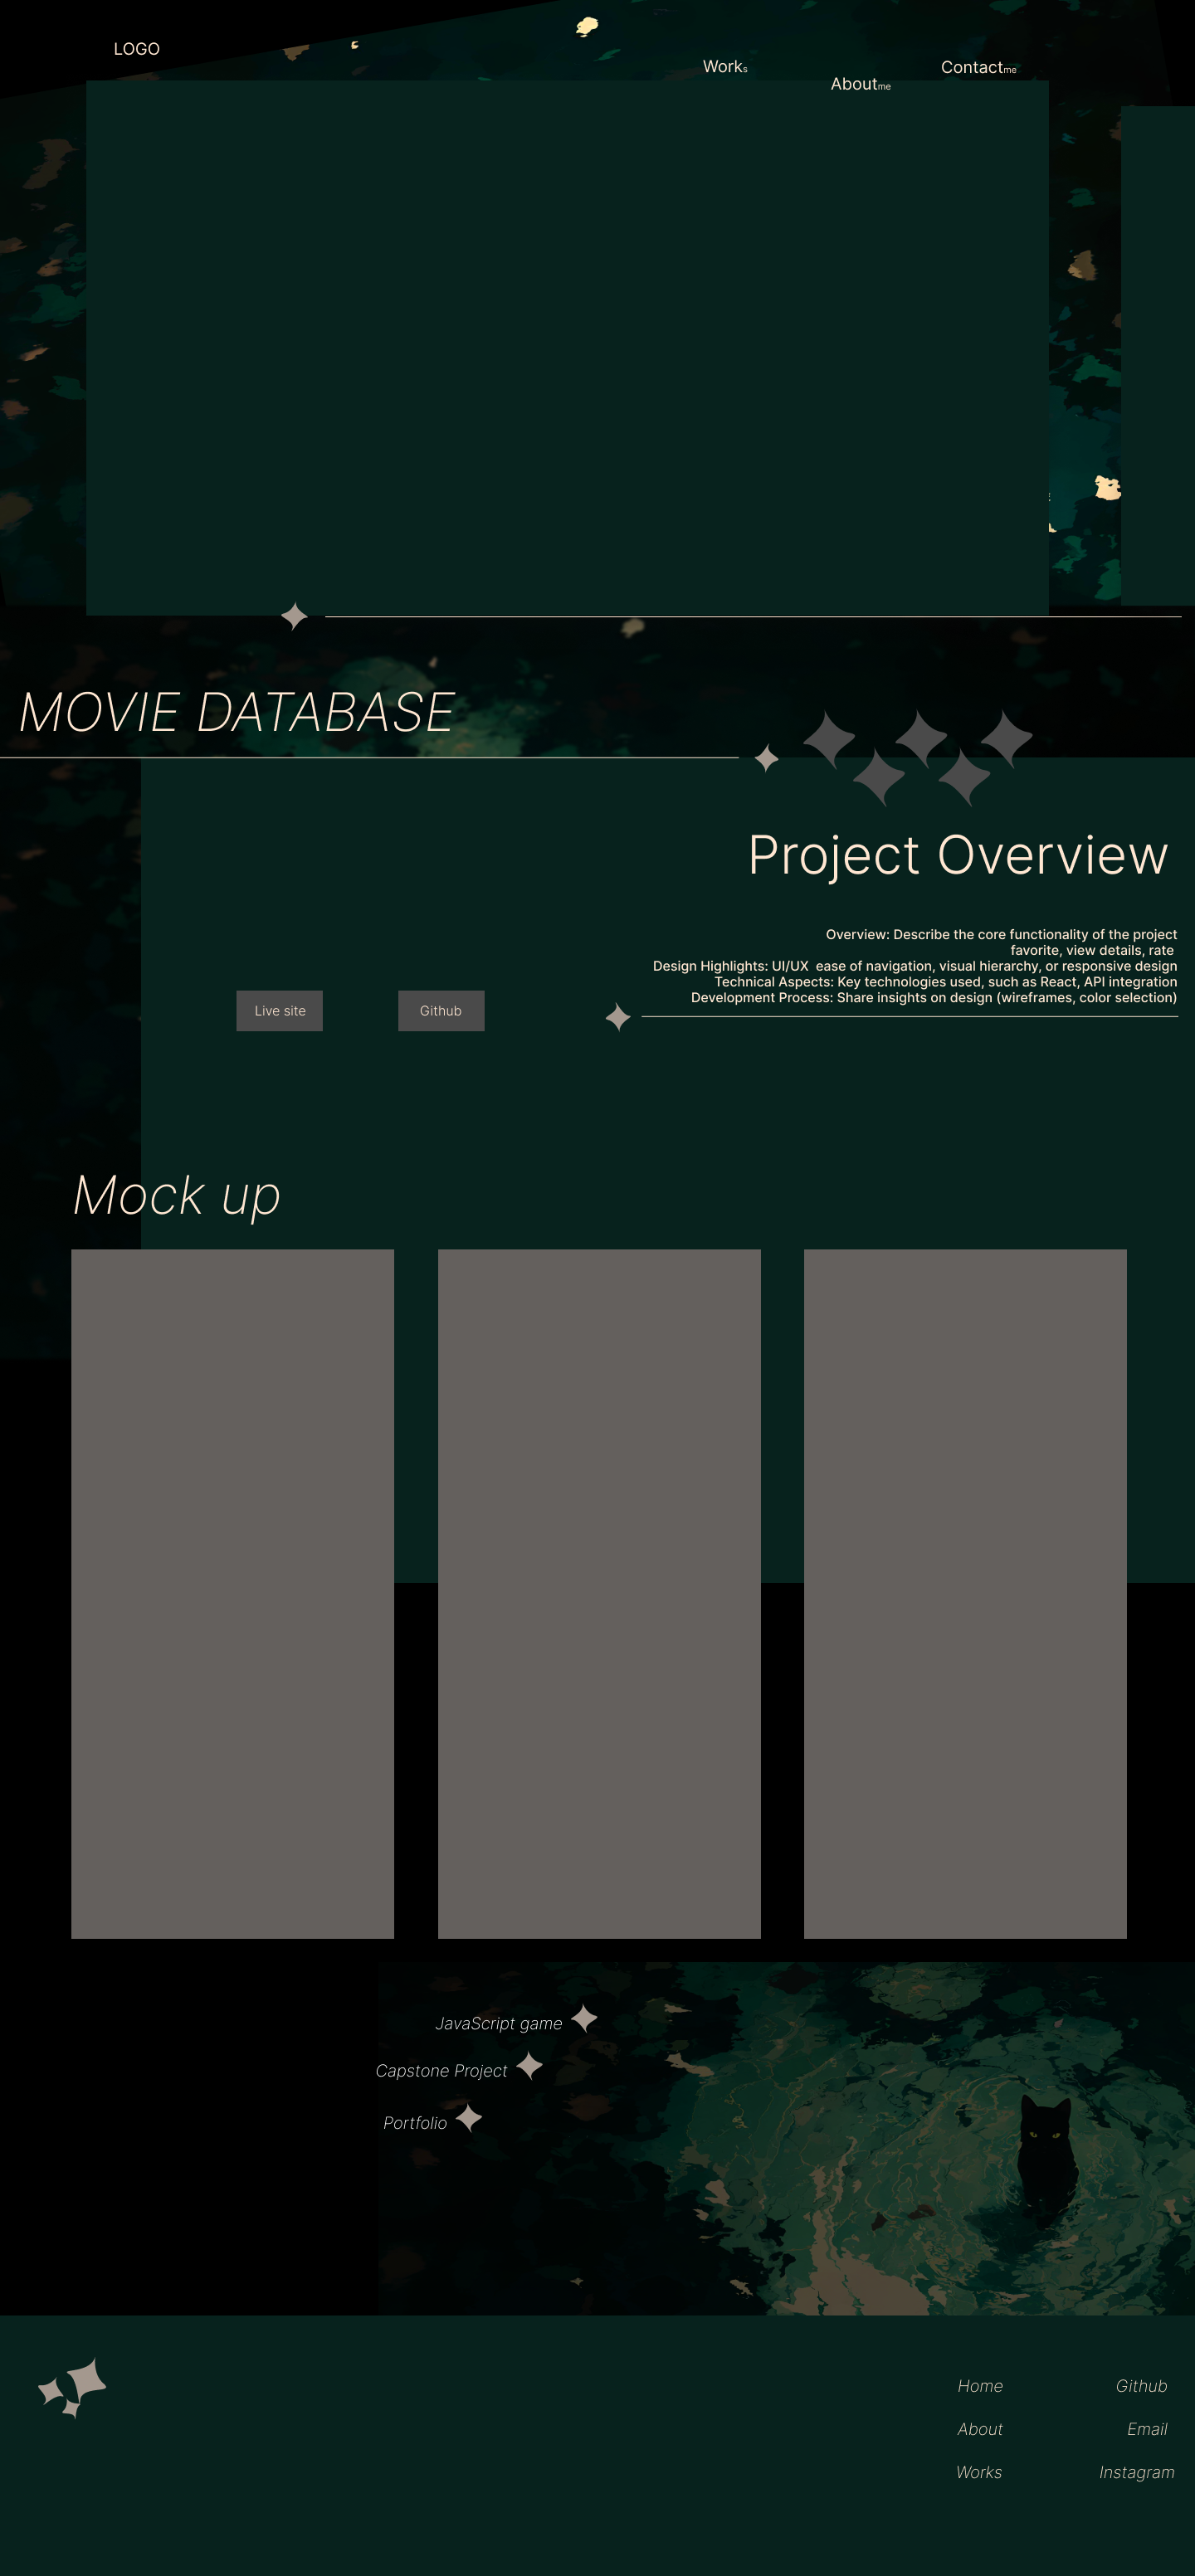 LOGO
Works
Aboutme
Contactme
MOVIE DATABASE
Project Overview
Overview: Describe the core functionality of the project
favorite, view details, rate
Design Highlights: UI/UX  ease of navigation, visual hierarchy, or responsive design
Technical Aspects: Key technologies used, such as React, API integration
Development Process: Share insights on design (wireframes, color selection)
Live site
Github
Mock up
JavaScript game
Capstone Project
Portfolio
Home
Github
About
Email
Works
Instagram